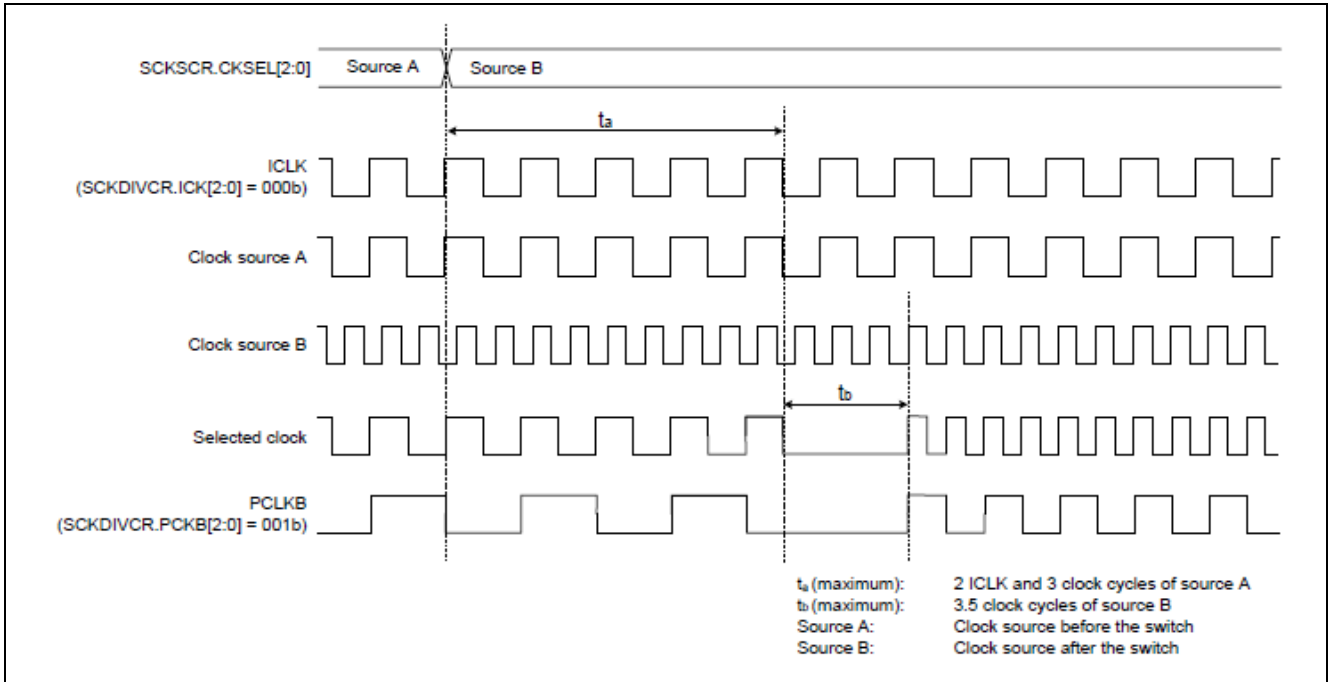 SCKSCR.CKSEL[2:0] Source A Source B
ta
ICLK
(SCKDIVCR.ICK[2:0] = 000b)
Clock source A
Clock source B
tb
Selected clock
PCLKB
(SCKDIVCR.PCKB[2:0] = 001b)
ta (maximum): 2 ICLK and 3 clock cycles of source A
tb (maximum): 3.5 clock cycles of source B
Source A: Clock source before the switch
Source B: Clock source after the switch